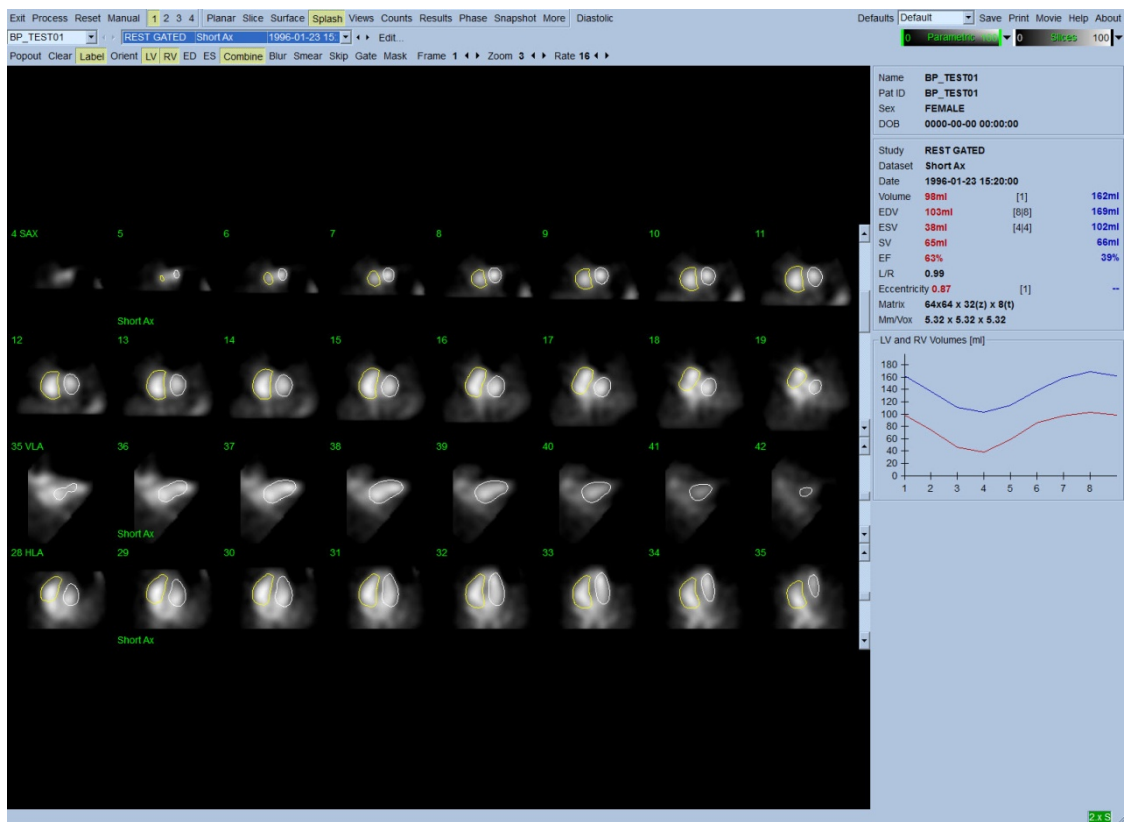 Exit Process Reset Manual 1 2 3 4 Planar Slice Surface Splash Views Counts Results Phase Snapshot More Diastolic Defaults Default Save Print Movie Help About
BP_TEST01 REST GATED Short Ax 1996-01-23 15: Edit... 0 Parametric 100 0 Slices 100
Popout Clear Label Orient LV RV ED ES Combine Blur Smear Skip Gate Mask Frame 1 Zoom 3 Rate 16
Name BP_TEST01
Pat ID BP_TEST01
Sex FEMALE
DOB 0000-00-00 00:00:00
Study REST GATED
Dataset Short Ax
Date 1996-01-23 15:20:00
Volume 98ml [1] 162ml
EDV 103ml [8|8] 169ml
ESV 38ml [4|4] 102ml
SV 65ml 66ml
EF 63% 39%
L/R 0.99
Eccentricity 0.87 [1] --
Matrix 64x64 x 32(z) x 8(t)
Mm/Vox 5.32 x 5.32 x 5.32
LV and RV Volumes [ml]
180
160
140
120
100
80
60
40
20
0
1 2 3 4 5 6 7 8
4 SAX 5 6 7 8 9 10 11
Short Ax
12 13 14 15 16 17 18 19
35 VLA 36 37 38 39 40 41 42
Short Ax
28 HLA 29 30 31 32 33 34 35
Short Ax
2 x S